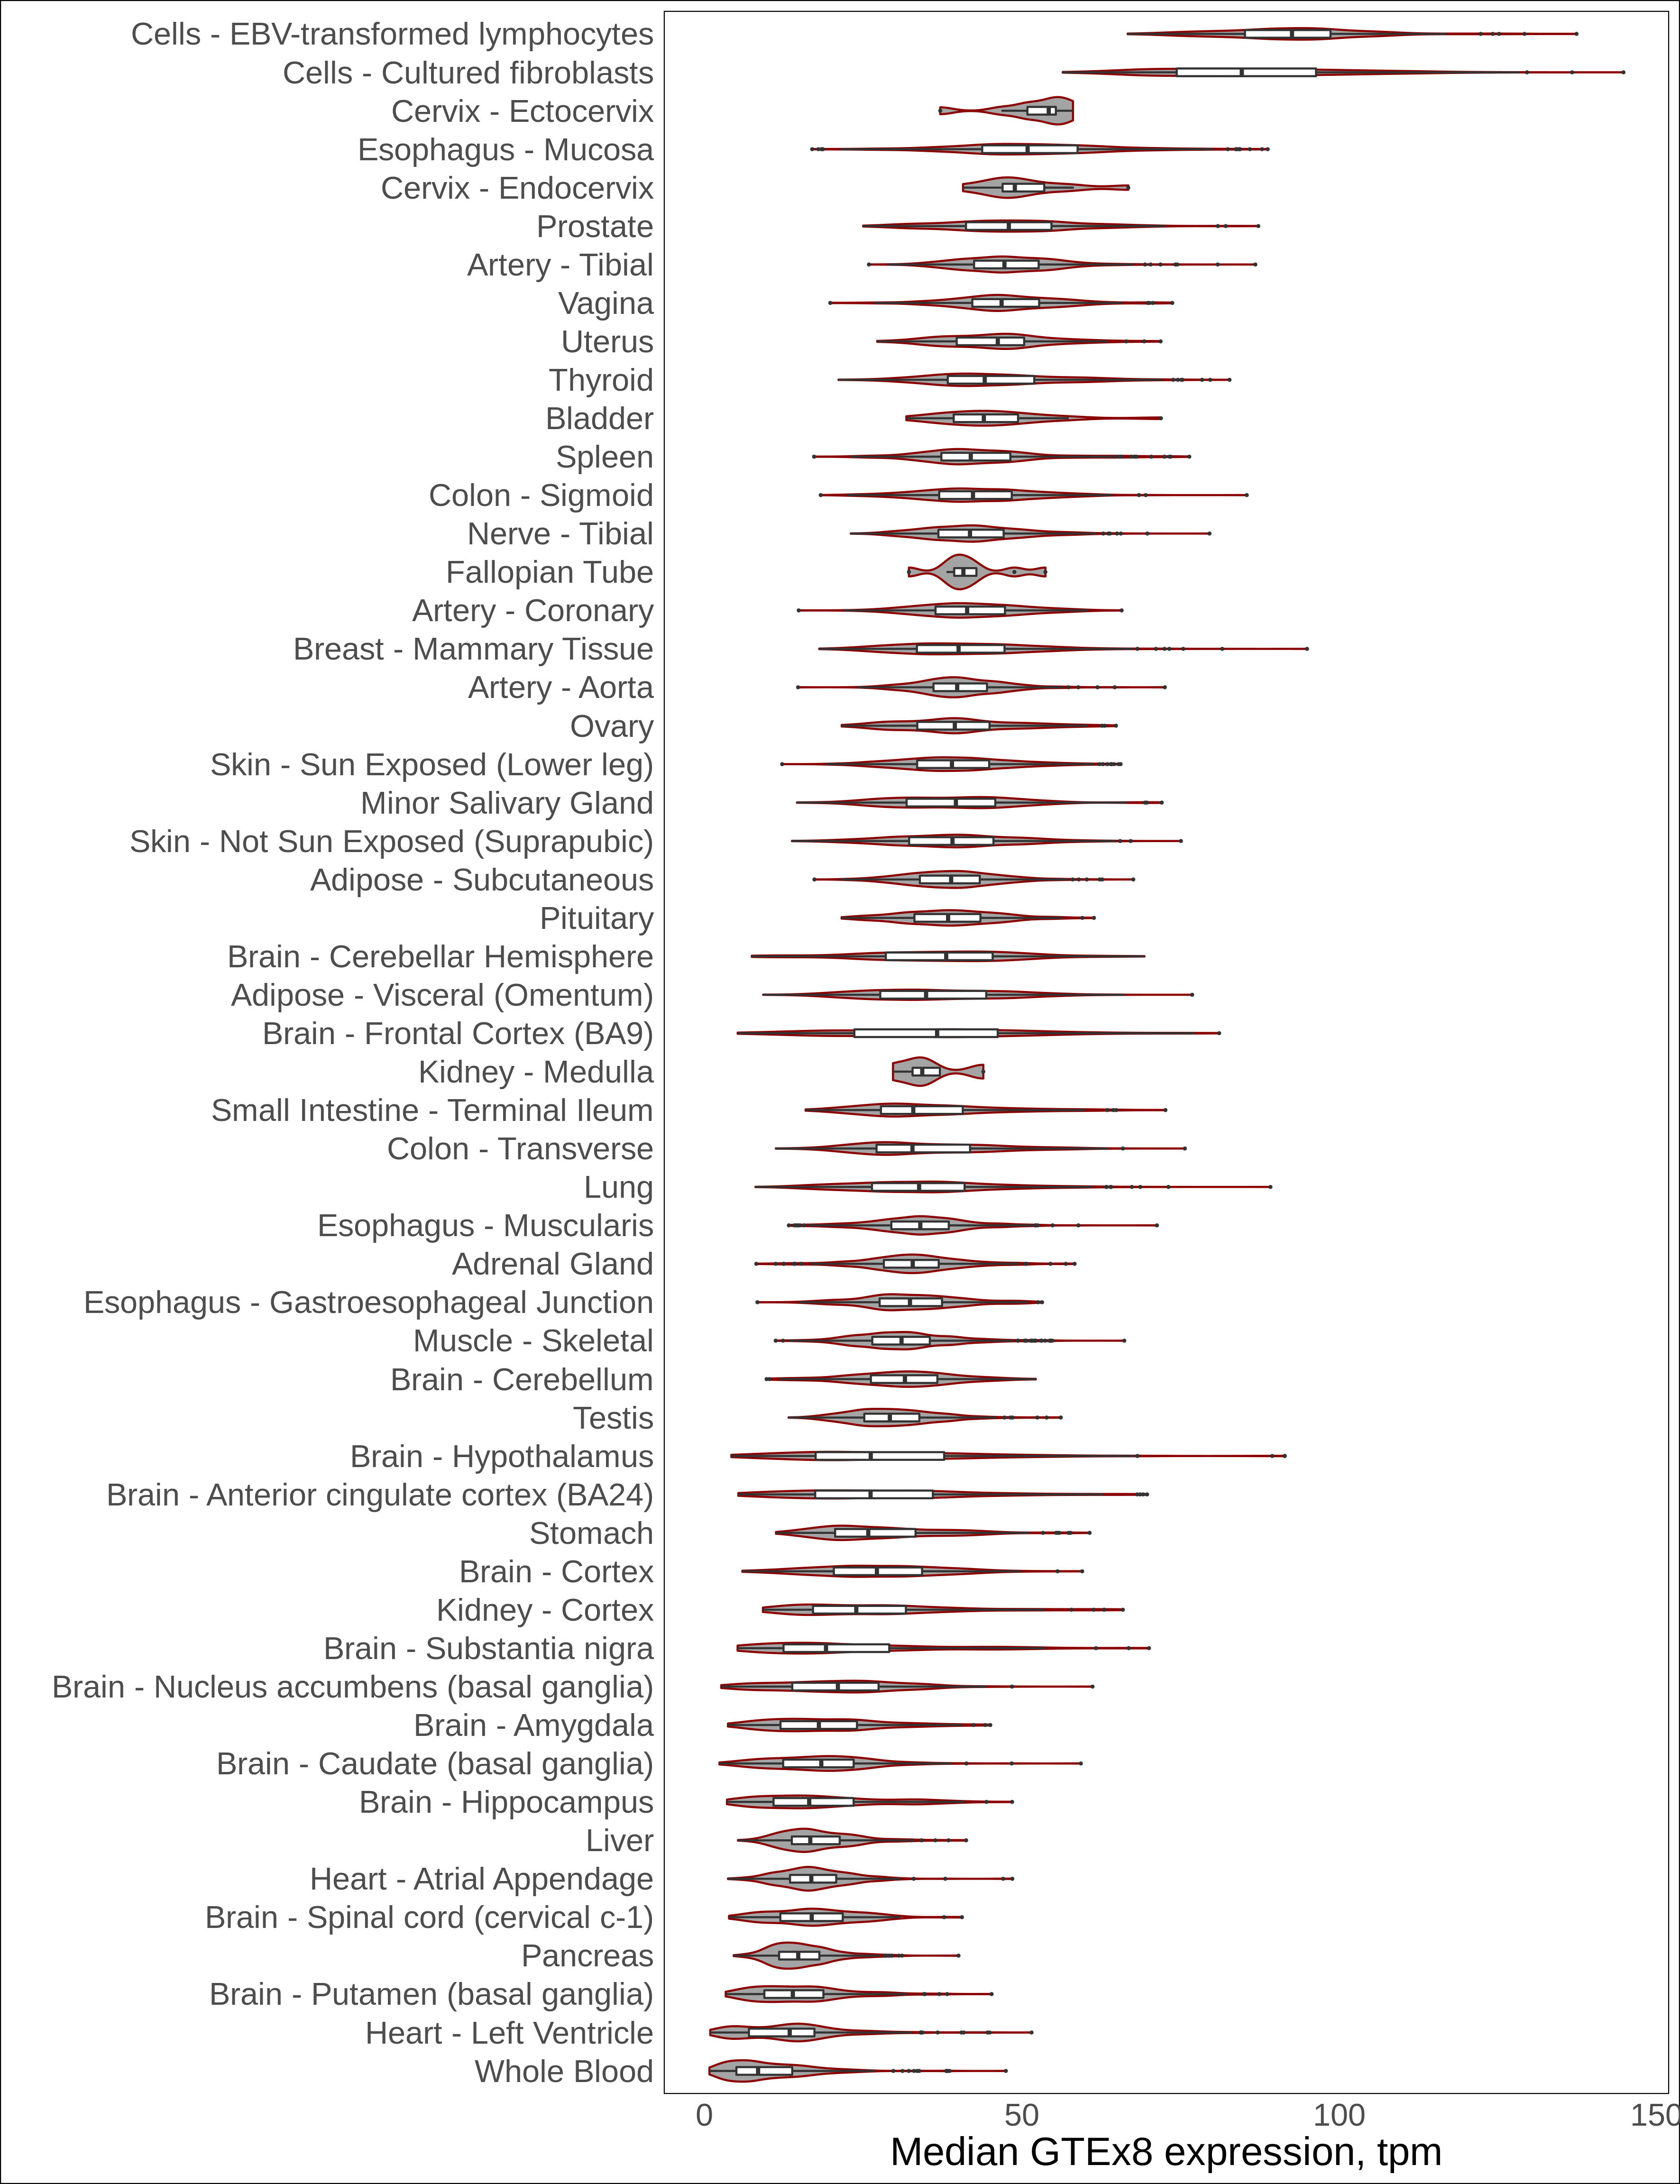 Cells - EBV-transformed lymphocytes
Cells - Cultured fibroblasts
Cervix - Ectocervix
Esophagus - Mucosa
Cervix - Endocervix
Prostate
Artery - Tibial
Vagina
Uterus
Thyroid
Bladder
Spleen
Colon - Sigmoid
Nerve - Tibial
Fallopian Tube
Artery - Coronary
Breast - Mammary Tissue
Artery - Aorta
Ovary
Skin - Sun Exposed (Lower leg)
Minor Salivary Gland
Skin - Not Sun Exposed (Suprapubic)
Adipose - Subcutaneous
Pituitary
Brain - Cerebellar Hemisphere
Adipose - Visceral (Omentum)
Brain - Frontal Cortex (BA9)
Kidney - Medulla
Small Intestine - Terminal Ileum
Colon - Transverse
Lung
Esophagus - Muscularis
Adrenal Gland
Esophagus - Gastroesophageal Junction
Muscle - Skeletal
Brain - Cerebellum
Testis
Brain - Hypothalamus
Brain - Anterior cingulate cortex (BA24)
Stomach
Brain - Cortex
Kidney - Cortex
Brain - Substantia nigra
Brain - Nucleus accumbens (basal ganglia)
Brain - Amygdala
Brain - Caudate (basal ganglia)
Brain - Hippocampus
Liver
Heart - Atrial Appendage
Brain - Spinal cord (cervical c-1)
Pancreas
Brain - Putamen (basal ganglia)
Heart - Left Ventricle
Whole Blood
0 50 100 150
Median GTEx8 expression, tpm